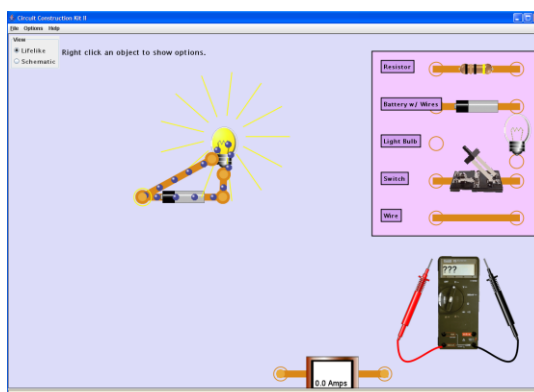 Circuit Construction Kit II
File Options Help
View
Lifelike
Schematic
Right click an object to show options.
Resistor
Battery w/ Wires
Light Bulb
Switch
Wire
???
0.0 Amps